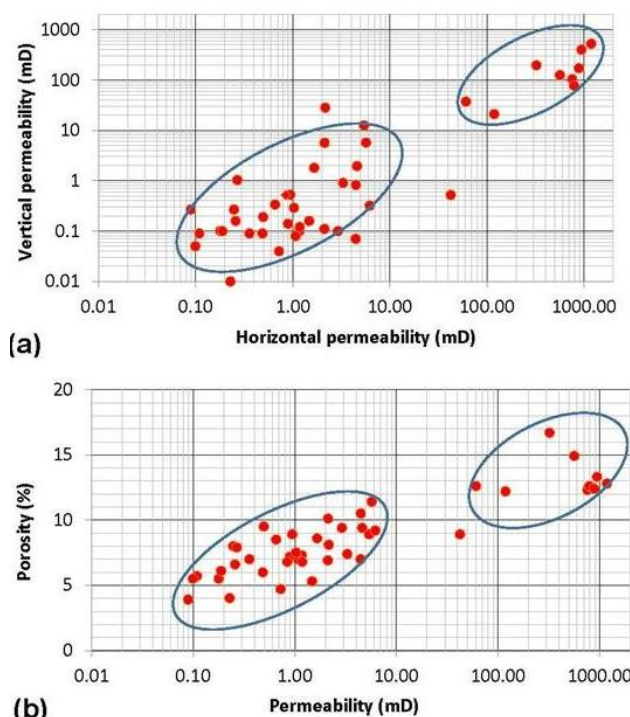 Vertical permeability (mD)
1000
100
10
1
0.1
0.01
0.01 0.10 1.00 10.00 100.00 1000.00
(a)
Horizontal permeability (mD)
Porosity (%)
20
15
10
5
0
0.01 0.10 1.00 10.00 100.00 1000.00
(b)
Permeability (mD)